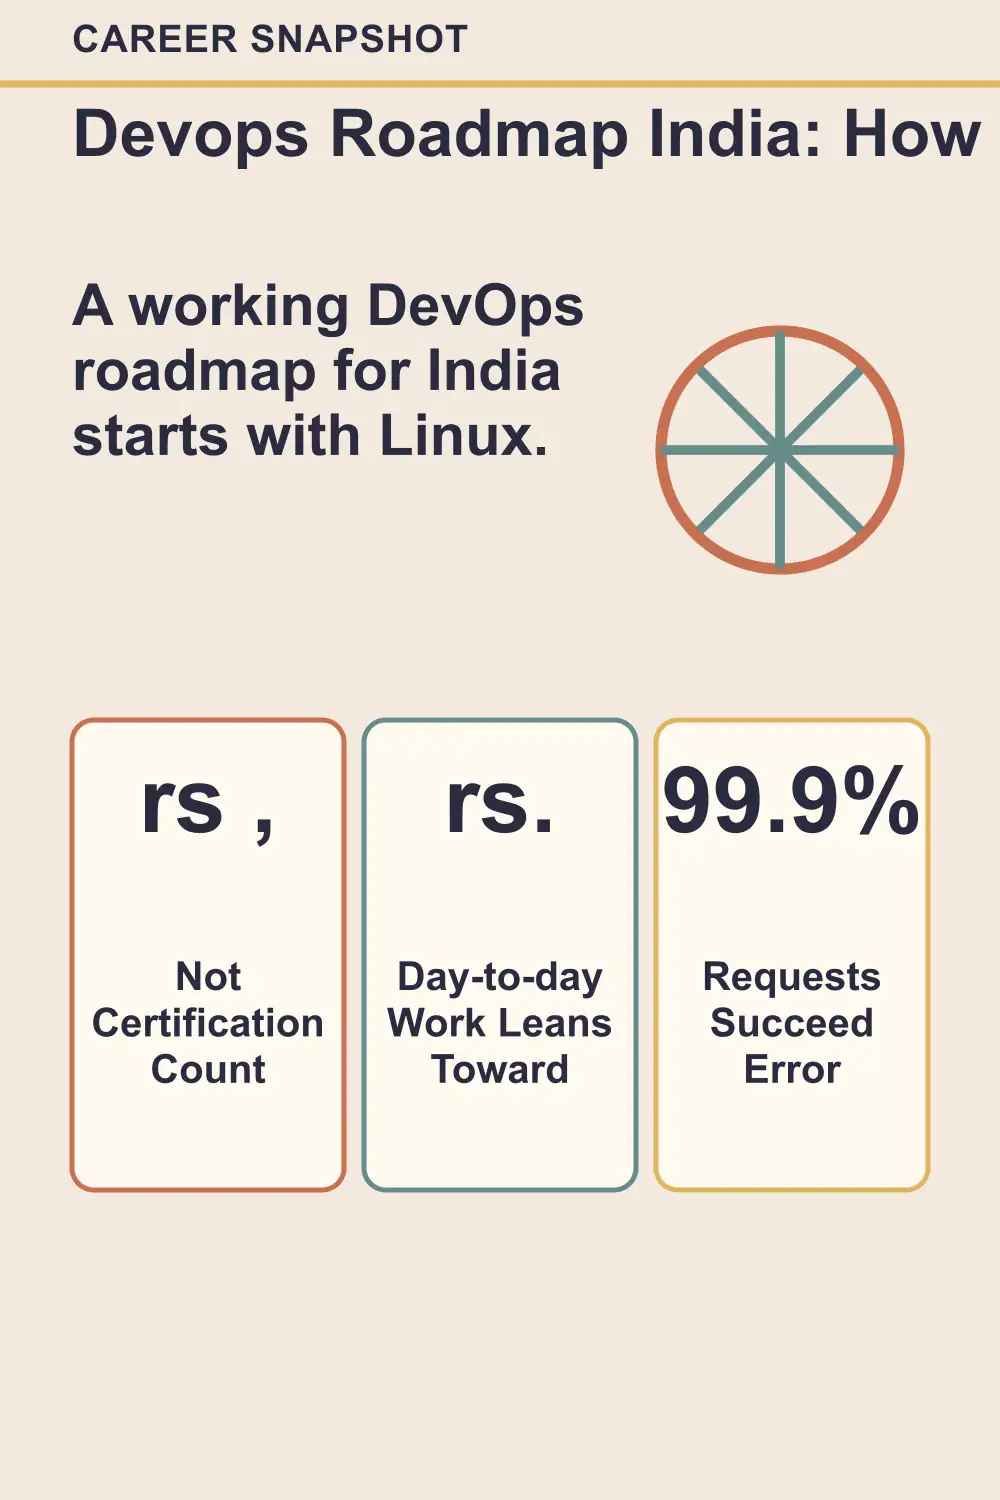 CAREER SNAPSHOT
Devops Roadmap India: How
A working DevOps
roadmap for India
starts with Linux.
rs ,
Not
Certification
Count
rs.
Day-to-day
Work Leans
Toward
99.9%
Requests
Succeed
Error